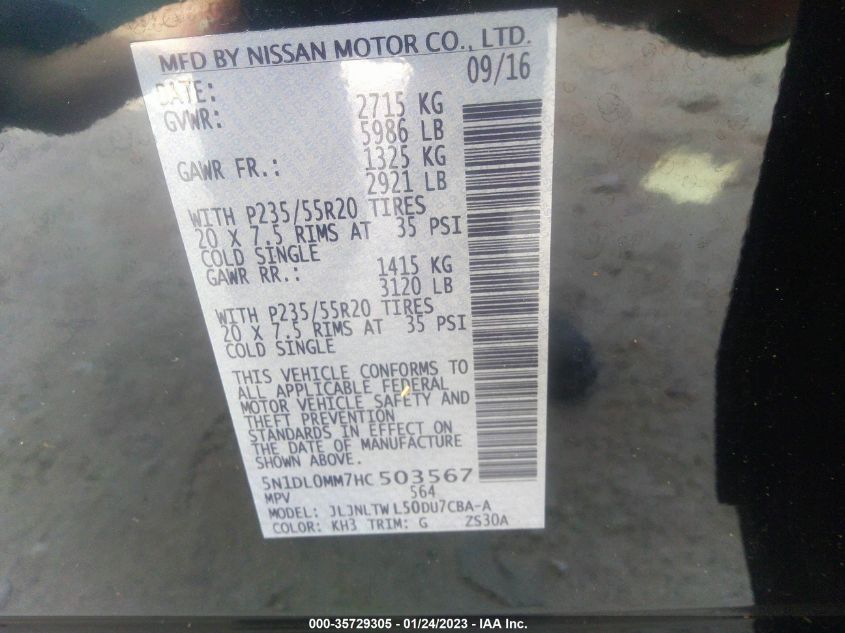 MFD BY NISSAN MOTOR CO., LTD.
DATE: 09/16
GVWR: 2715 KG
5986 LB
GAWR FR.: 1325 KG
2921 LB
WITH P235/55R20 TIRES
20 X 7.5 RIMS AT 35 PSI
COLD SINGLE
GAWR RR.: 1415 KG
3120 LB
WITH P235/55R20 TIRES
20 X 7.5 RIMS AT 35 PSI
COLD SINGLE
THIS VEHICLE CONFORMS TO
ALL APPLICABLE FEDERAL
MOTOR VEHICLE SAFETY AND
THEFT PREVENTION
STANDARDS IN EFFECT ON
THE DATE OF MANUFACTURE
SHOWN ABOVE.
5N1DL0MM7HC 503567
MPV 564
MODEL: JLJNLTW L50DU7CBA-A
COLOR: KH3 TRIM: G ZS30A
000-35729305 — 01/24/2023 — IAA Inc.